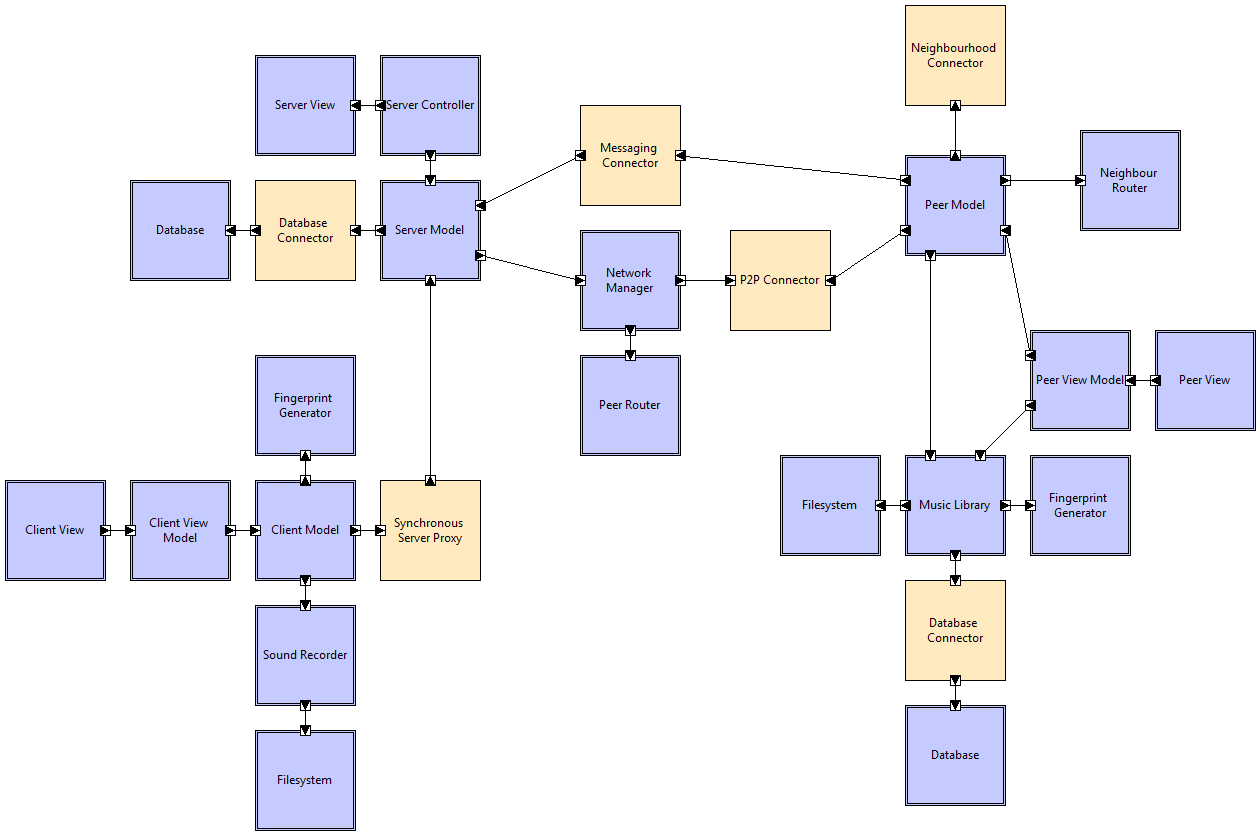 Neighbourhood
Connector
Server View
Server Controller
Messaging
Connector
Neighbour
Router
Peer Model
Database
Database
Connector
Server Model
Network
Manager
P2P Connector
Peer View Model
Peer View
Fingerprint
Generator
Peer Router
Client View
Client View
Model
Client Model
Synchronous
Server Proxy
Filesystem
Music Library
Fingerprint
Generator
Sound Recorder
Database
Connector
Filesystem
Database